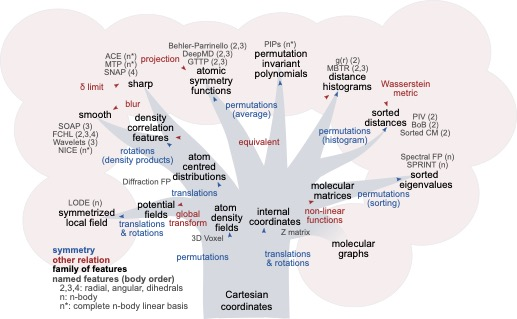 Behler-Parrinello (2,3)
DeepMD (2,3)
GTTP (2,3)
atomic
symmetry
functions
PIPs (n*)
permutation
invariant
polynomials
g(r) (2)
MBTR (2,3)
distance
histograms
ACE (n*)
MTP (n*)
SNAP (4)
sharp
projection
δ limit
blur
smooth
SOAP (3)
FCHL (2,3,4)
Wavelets (3)
NICE (n*)
density
correlation
features
rotations
(density products)
permutations
(average)
equivalent
permutations
(histogram)
Wasserstein
metric
sorted
distances
PIV (2)
BoB (2)
Sorted CM (2)
Spectral FP (n)
SPRINT (n)
sorted
eigenvalues
permutations
(sorting)
atom
centred
distributions
Diffraction FP
translations
molecular
matrices
non-linear
functions
LODE (n)
symmetrized
local field
potential
fields
translations
& rotations
global
transform
atom
density
fields
3D Voxel
internal
coordinates
Z matrix
molecular
graphs
permutations
translations
& rotations
Cartesian
coordinates
symmetry
other relation
family of features
named features (body order)
2,3,4: radial, angular, dihedrals
n: n-body
n*: complete n-body linear basis